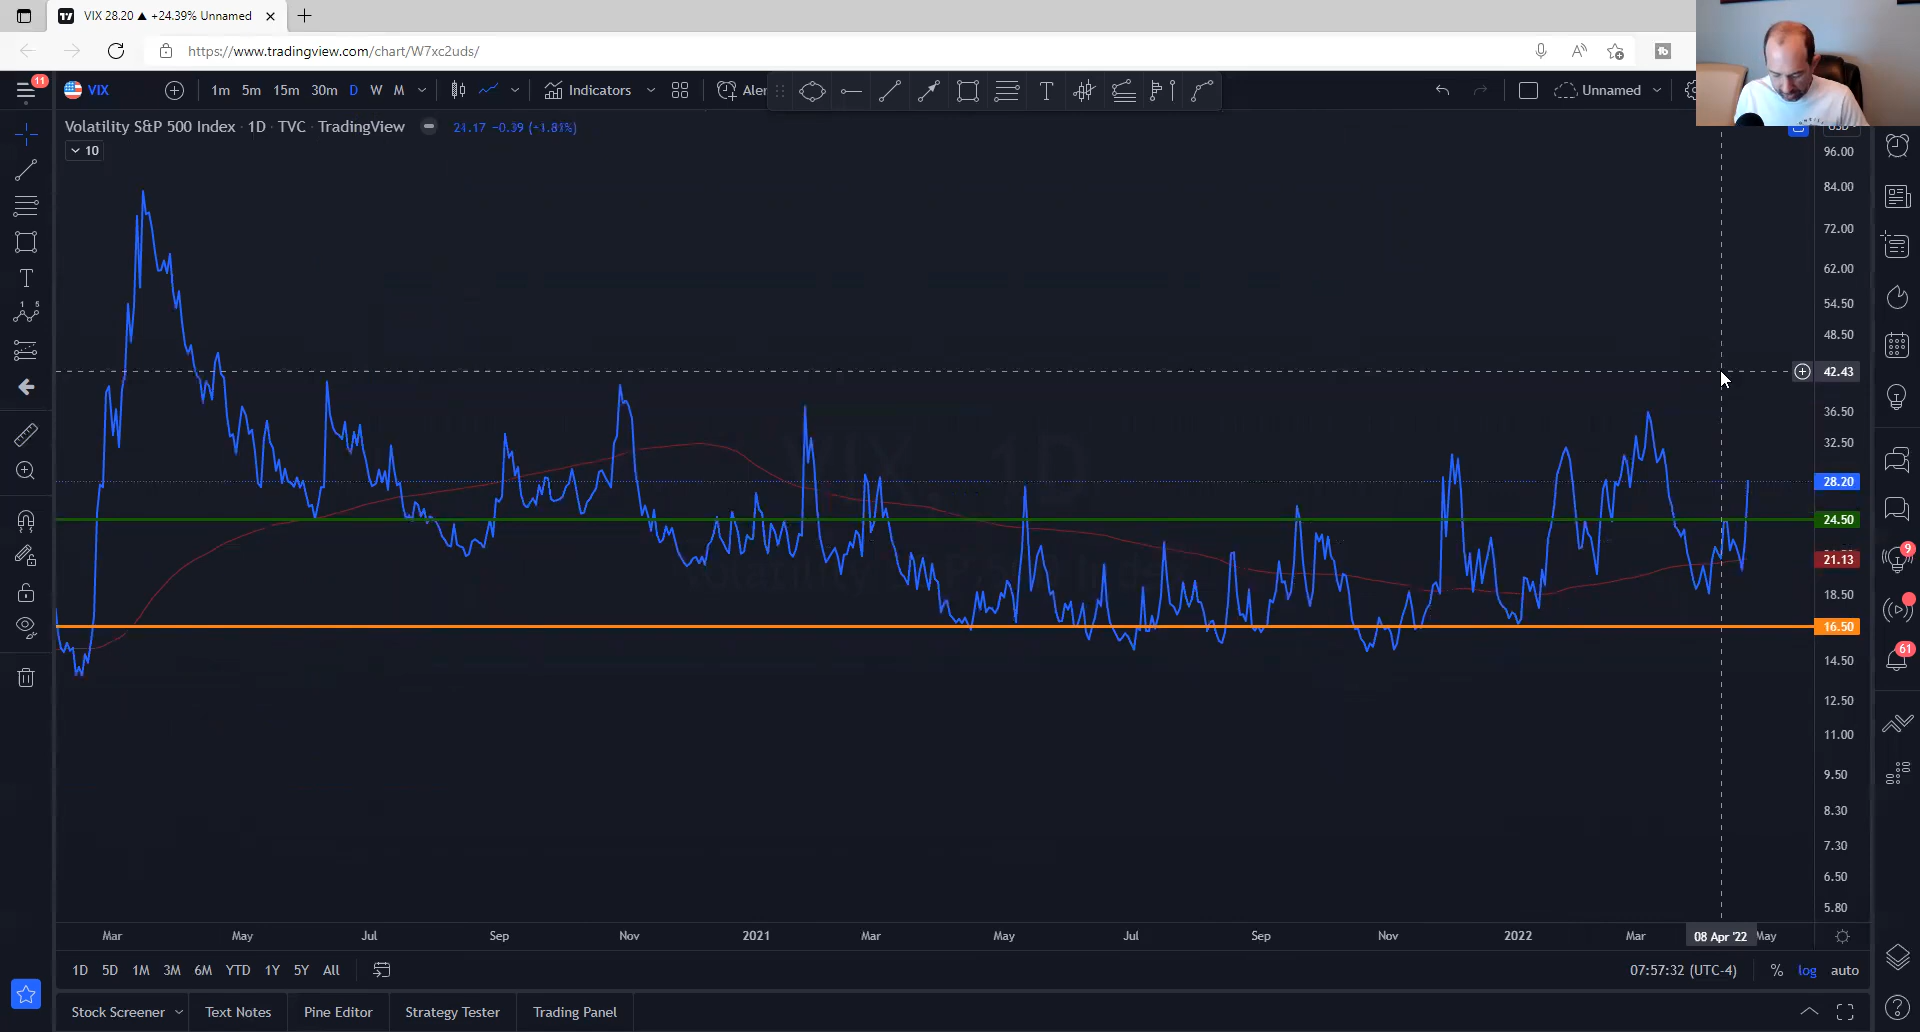 VIX 28.20 ▲ +24.39% Unnamed
https://www.tradingview.com/chart/W7xc2uds/
11
VIX
1m 5m 15m 30m D W M
Indicators
Aler
Unnamed
Volatility S&P 500 Index · 1D · TVC · TradingView
21.17 −0.39 (−1.81%)
10
VIX, 1D
96.00
84.00
72.00
62.00
54.50
48.50
42.43
36.50
32.50
28.20
24.50
21.13
18.50
16.50
14.50
12.50
11.00
9.50
8.30
7.30
6.50
5.80
9
61
Mar May Jul Sep Nov 2021 Mar May Jul Sep Nov 2022 Mar 08 Apr '22 May
1D 5D 1M 3M 6M YTD 1Y 5Y All
07:57:32 (UTC-4) % log auto
Stock Screener Text Notes Pine Editor Strategy Tester Trading Panel